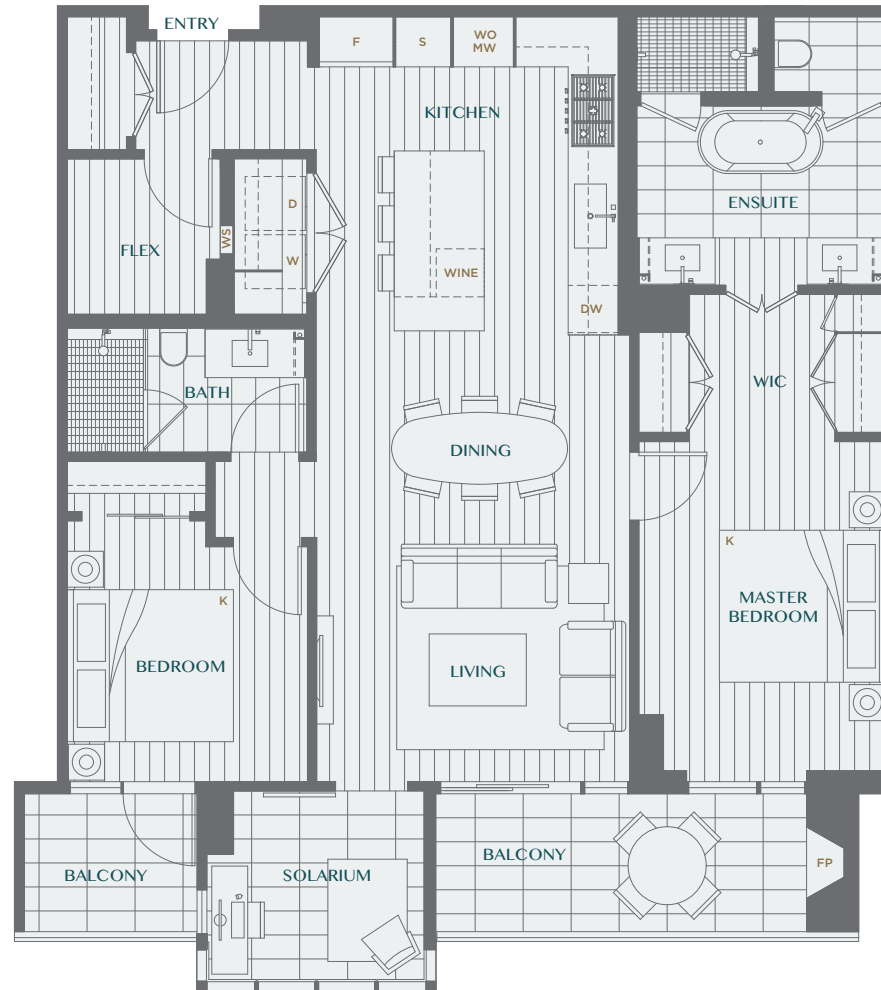 ENTRY
F
S
WO
MW
KITCHEN
ENSUITE
D
WS
W
FLEX
WINE
DW
BATH
WIC
DINING
K
K
MASTER
BEDROOM
BEDROOM
LIVING
BALCONY
SOLARIUM
BALCONY
FP